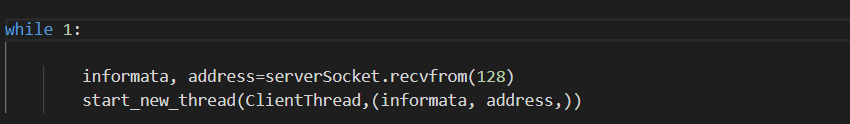 while 1:
informata, address=serverSocket.recvfrom(128)
start_new_thread(ClientThread,(informata, address,))